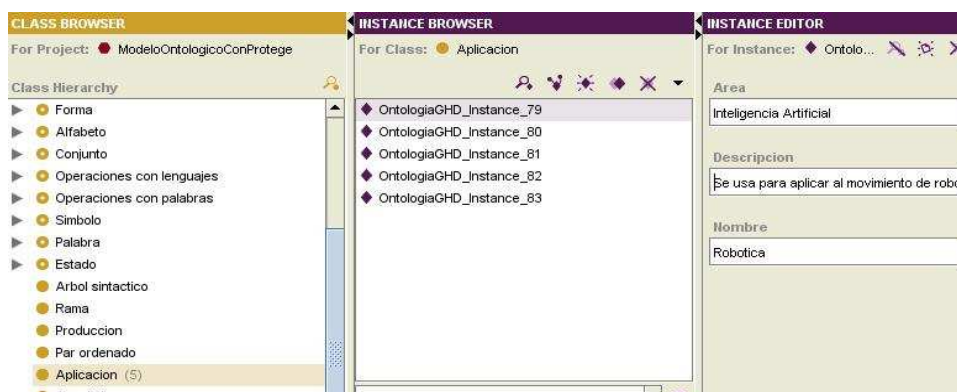 CLASS BROWSER
For Project: ModeloOntologicoConProtege
Class Hierarchy
Forma
Alfabeto
Conjunto
Operaciones con lenguajes
Operaciones con palabras
Simbolo
Palabra
Estado
Arbol sintactico
Rama
Produccion
Par ordenado
Aplicacion (5)
INSTANCE BROWSER
For Class: Aplicacion
OntologiaGHD_Instance_79
OntologiaGHD_Instance_80
OntologiaGHD_Instance_81
OntologiaGHD_Instance_82
OntologiaGHD_Instance_83
INSTANCE EDITOR
For Instance: Ontolo...
Area
Inteligencia Artificial
Descripcion
Se usa para aplicar al movimiento de robo
Nombre
Robotica